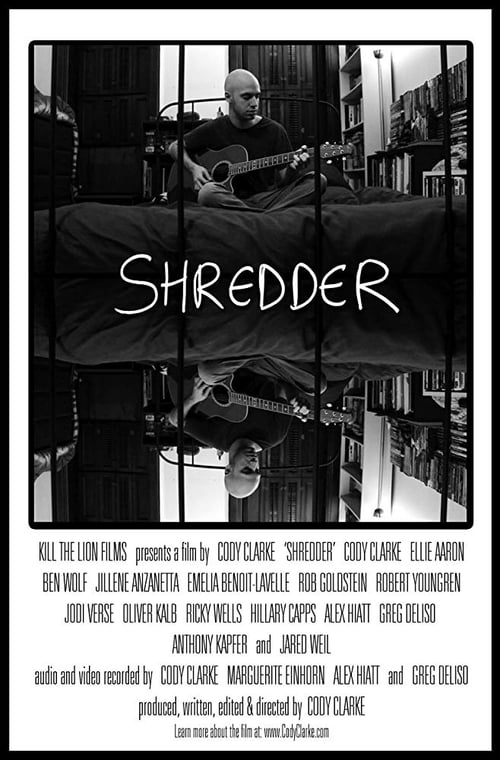 SHREDDER
KILL THE LION FILMS presents a film by CODY CLARKE 'SHREDDER' CODY CLARKE ELLIE AARON
BEN WOLF JILLENE ANZANETTA EMELIA BENOIT-LAVELLE ROB GOLDSTEIN ROBERT YOUNGREN
JODI VERSE OLIVER KALB RICKY WELLS HILLARY CAPPS ALEX HIATT GREG DELISO
ANTHONY KAPFER and JARED WEIL
audio and video recorded by CODY CLARKE MARGUERITE EINHORN ALEX HIATT and GREG DELISO
produced, written, edited & directed by CODY CLARKE
Learn more about the film at: www.CodyClarke.com